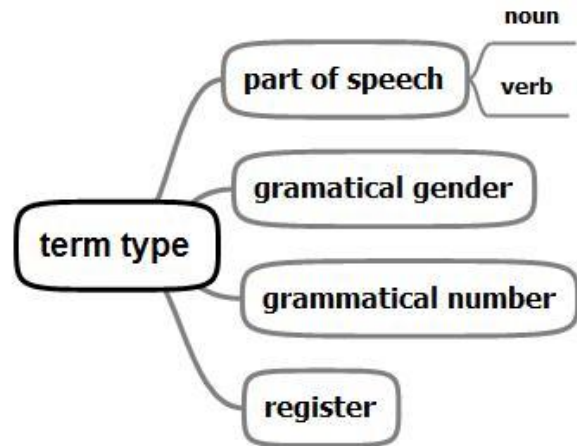 noun
part of speech
verb
gramatical gender
term type
grammatical number
register